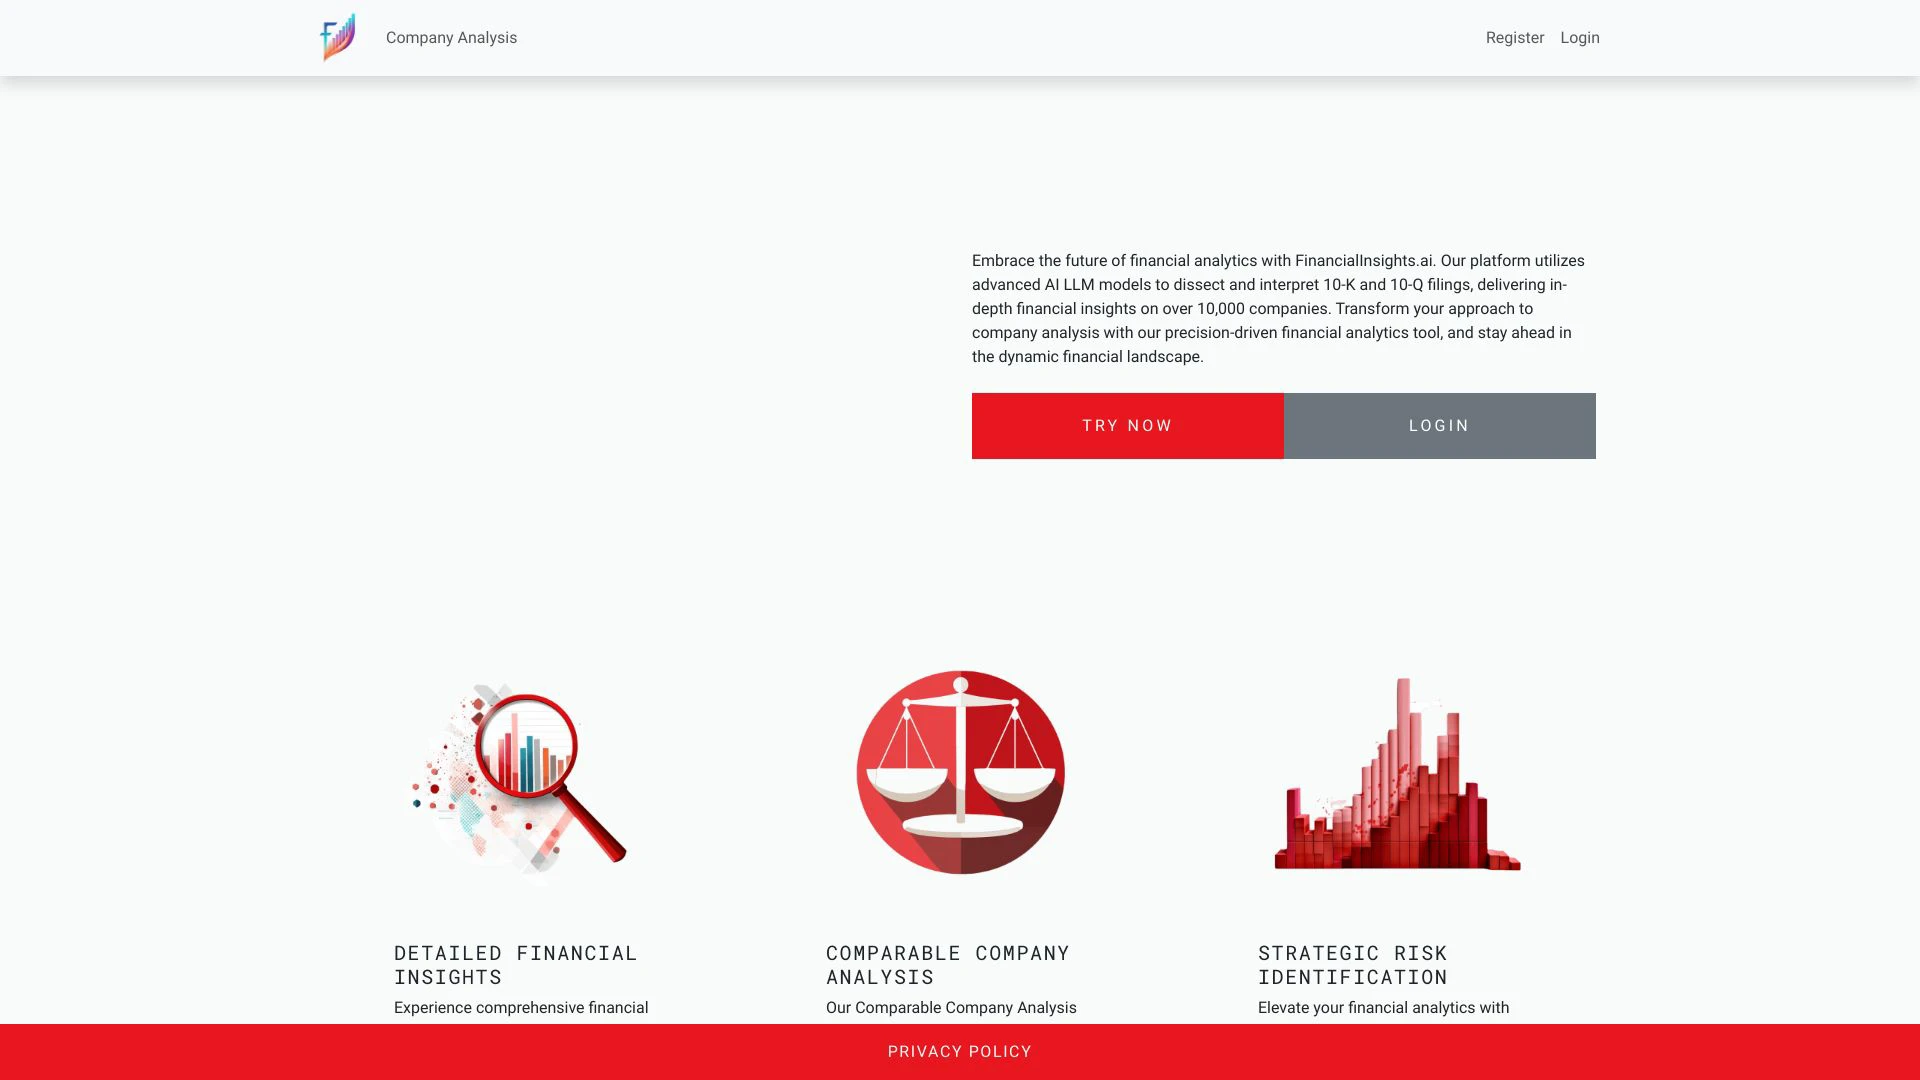 Company Analysis
Register
Login
Embrace the future of financial analytics with FinancialInsights.ai. Our platform utilizes
advanced AI LLM models to dissect and interpret 10-K and 10-Q filings, delivering in-
depth financial insights on over 10,000 companies. Transform your approach to
company analysis with our precision-driven financial analytics tool, and stay ahead in
the dynamic financial landscape.
TRY NOW
LOGIN
DETAILED FINANCIAL
INSIGHTS
Experience comprehensive financial
COMPARABLE COMPANY
ANALYSIS
Our Comparable Company Analysis
STRATEGIC RISK
IDENTIFICATION
Elevate your financial analytics with
PRIVACY POLICY